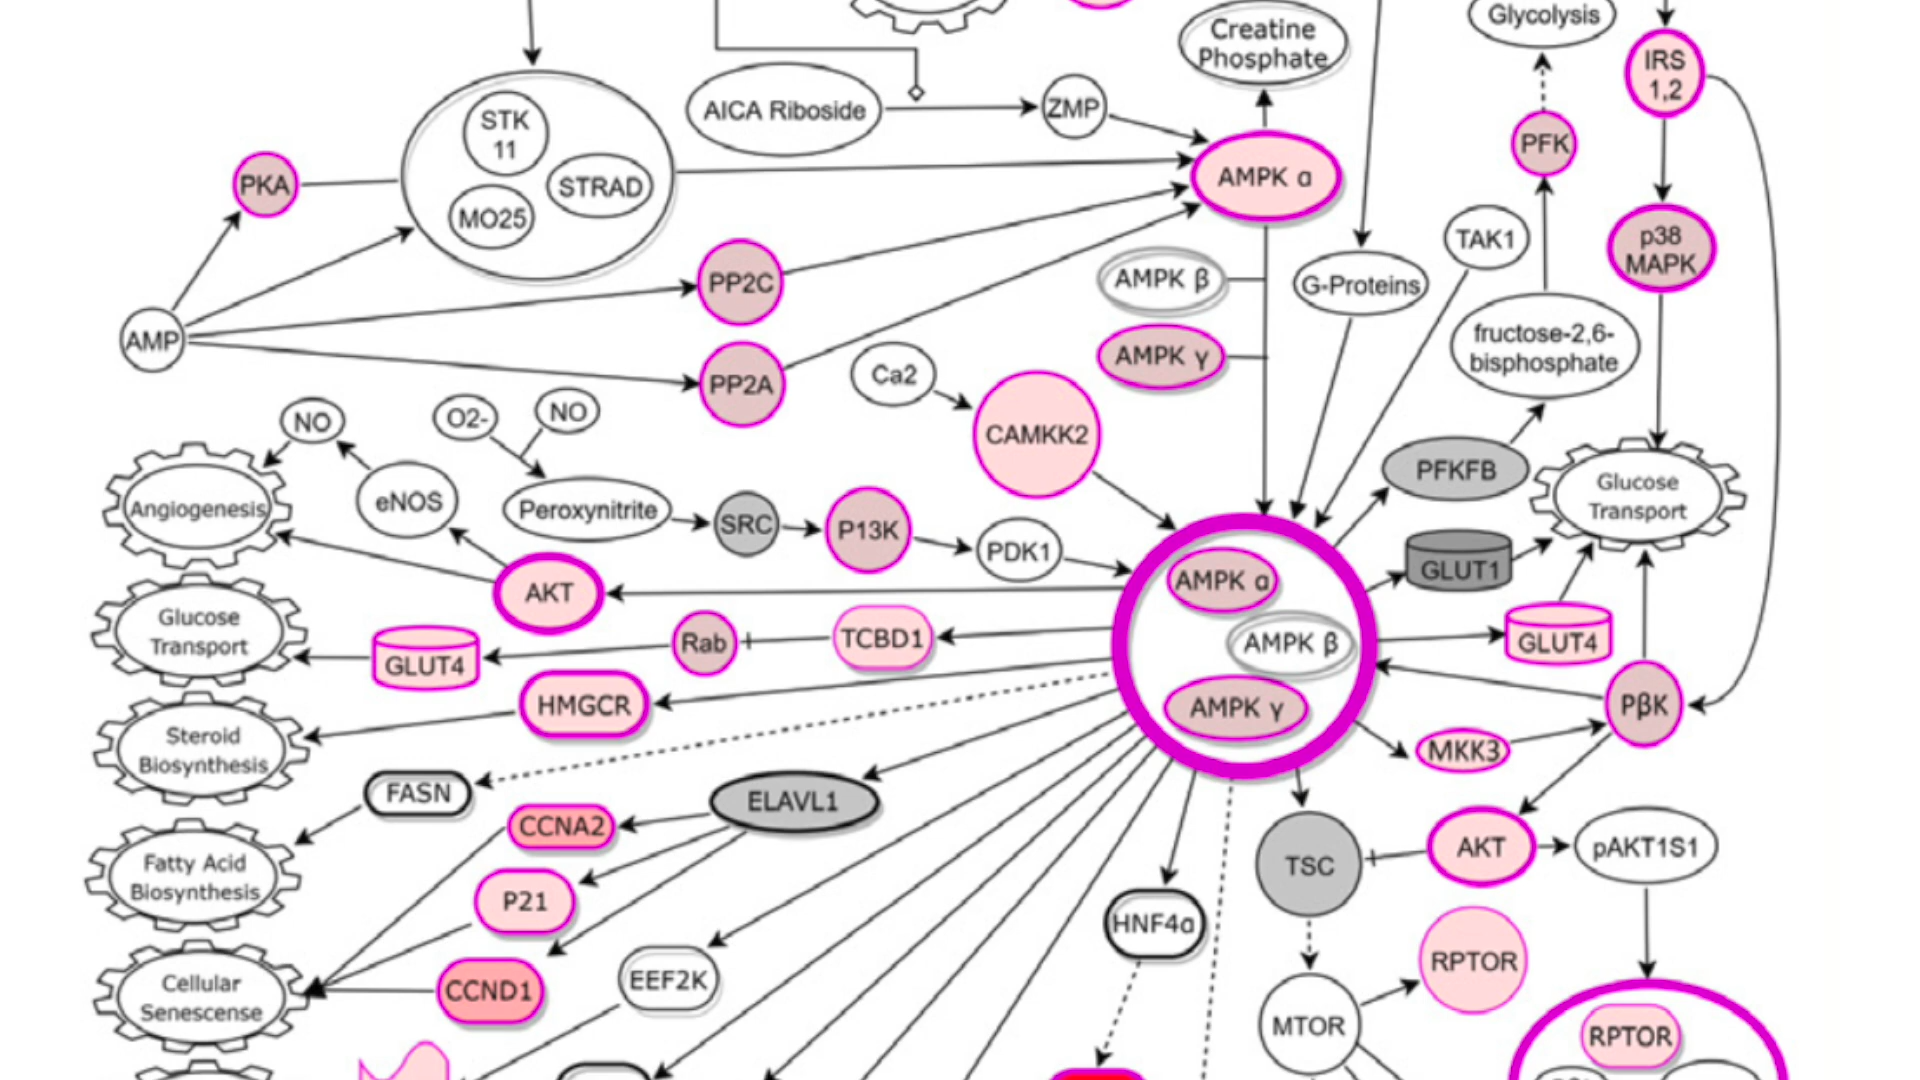 Glycolysis
Creatine
Phosphate
IRS
1,2
AICA Riboside
ZMP
STK
11
STRAD
MO25
PKA
AMPK α
PFK
PP2C
AMPK β
G-Proteins
TAK1
p38
MAPK
AMP
PP2A
AMPK γ
fructose-2,6-
bisphosphate
Ca2
CAMKK2
NO
O2-
NO
PFKFB
Glucose
Transport
Angiogenesis
eNOS
Peroxynitrite
SRC
P13K
PDK1
GLUT1
AKT
AMPK α
Glucose
Transport
GLUT4
Rab
TCBD1
AMPK β
GLUT4
HMGCR
AMPK γ
PβK
Steroid
Biosynthesis
MKK3
FASN
ELAVL1
CCNA2
Fatty Acid
Biosynthesis
TSC
AKT
pAKT1S1
P21
HNF4α
RPTOR
Cellular
Senescense
CCND1
EEF2K
MTOR
RPTOR